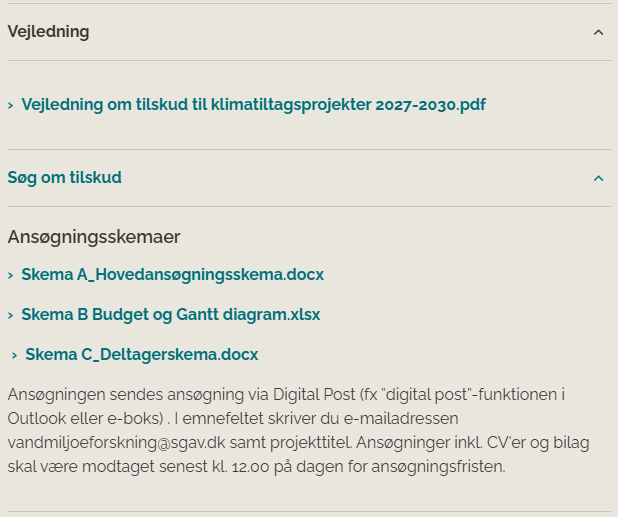 Vejledning
› Vejledning om tilskud til klimatiltagsprojekter 2027-2030.pdf
Søg om tilskud
Ansøgningsskemaer
› Skema A_Hovedansøgningsskema.docx
› Skema B Budget og Gantt diagram.xlsx
› Skema C_Deltagerskema.docx
Ansøgningen sendes ansøgning via Digital Post (fx "digital post"-funktionen i
Outlook eller e-boks) . I emnefeltet skriver du e-mailadressen
vandmiljoeforskning@sgav.dk samt projekttitel. Ansøgninger inkl. CV'er og bilag
skal være modtaget senest kl. 12.00 på dagen for ansøgningsfristen.